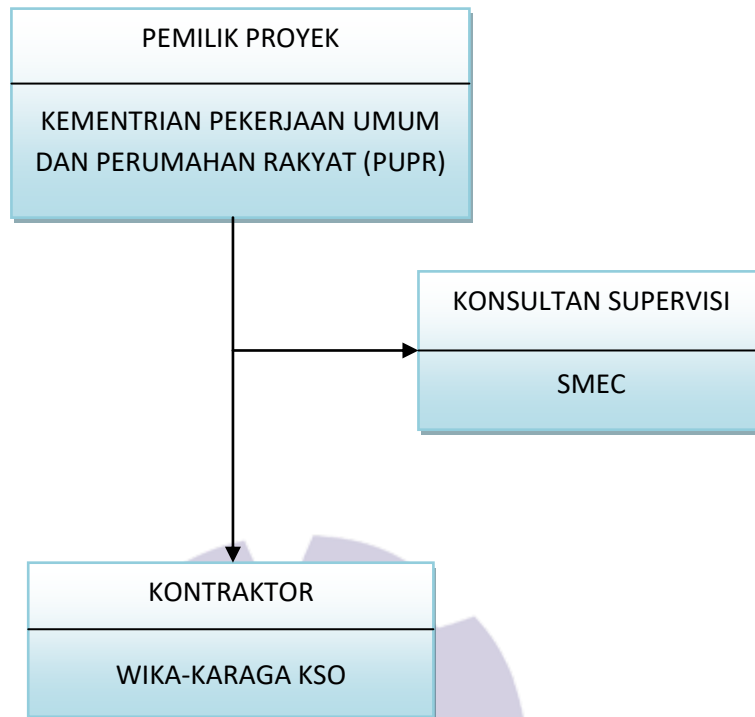 PEMILIK PROYEK
KEMENTRIAN PEKERJAAN UMUM
DAN PERUMAHAN RAKYAT (PUPR)
KONSULTAN SUPERVISI
SMEC
KONTRAKTOR
WIKA-KARAGA KSO